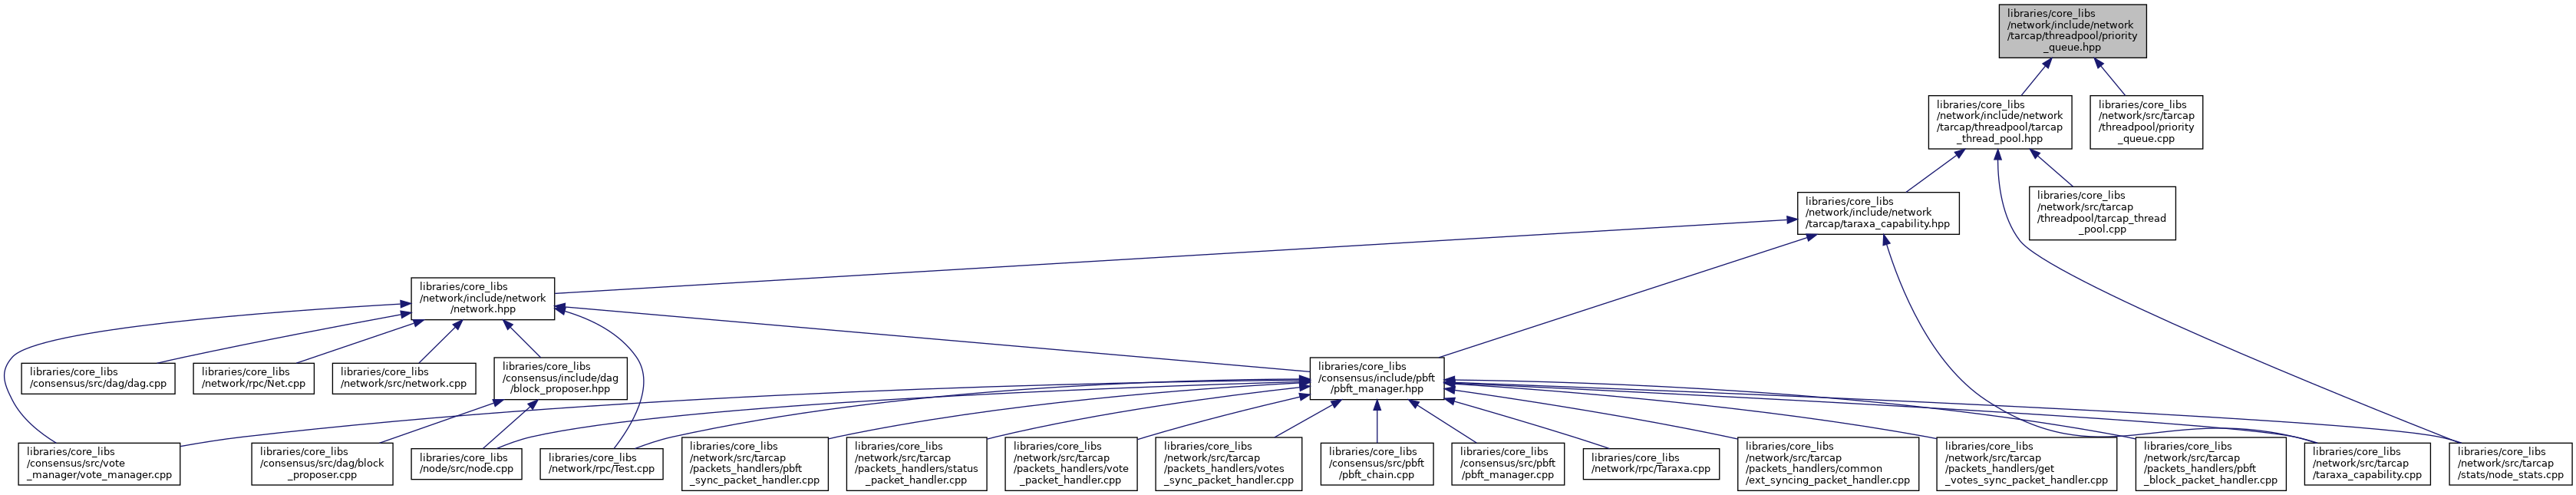 libraries/core_libs
/network/include/network
/tarcap/threadpool/priority
_queue.hpp
libraries/core_libs
/network/include/network
/tarcap/threadpool/tarcap
_thread_pool.hpp
libraries/core_libs
/network/src/tarcap
/threadpool/priority
_queue.cpp
libraries/core_libs
/network/include/network
/tarcap/taraxa_capability.hpp
libraries/core_libs
/network/src/tarcap
/threadpool/tarcap_thread
_pool.cpp
libraries/core_libs
/network/include/network
/network.hpp
libraries/core_libs
/consensus/src/dag/dag.cpp
libraries/core_libs
/network/rpc/Net.cpp
libraries/core_libs
/network/src/network.cpp
libraries/core_libs
/consensus/include/dag
/block_proposer.hpp
libraries/core_libs
/consensus/include/pbft
/pbft_manager.hpp
libraries/core_libs
/consensus/src/vote
_manager/vote_manager.cpp
libraries/core_libs
/consensus/src/dag/block
_proposer.cpp
libraries/core_libs
/node/src/node.cpp
libraries/core_libs
/network/rpc/Test.cpp
libraries/core_libs
/network/src/tarcap
/packets_handlers/pbft
_sync_packet_handler.cpp
libraries/core_libs
/network/src/tarcap
/packets_handlers/status
_packet_handler.cpp
libraries/core_libs
/network/src/tarcap
/packets_handlers/vote
_packet_handler.cpp
libraries/core_libs
/network/src/tarcap
/packets_handlers/votes
_sync_packet_handler.cpp
libraries/core_libs
/consensus/src/pbft
/pbft_chain.cpp
libraries/core_libs
/consensus/src/pbft
/pbft_manager.cpp
libraries/core_libs
/network/rpc/Taraxa.cpp
libraries/core_libs
/network/src/tarcap
/packets_handlers/common
/ext_syncing_packet_handler.cpp
libraries/core_libs
/network/src/tarcap
/packets_handlers/get
_votes_sync_packet_handler.cpp
libraries/core_libs
/network/src/tarcap
/packets_handlers/pbft
_block_packet_handler.cpp
libraries/core_libs
/network/src/tarcap
/taraxa_capability.cpp
libraries/core_libs
/network/src/tarcap
/stats/node_stats.cpp